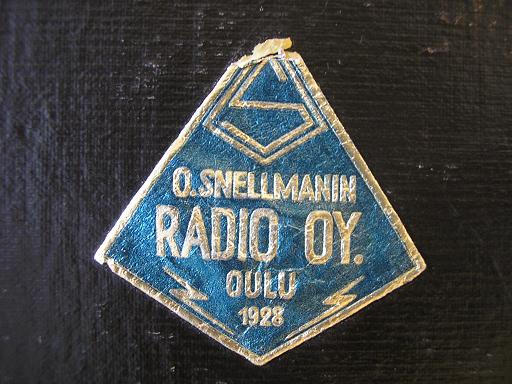 O.SNELLMANIN
RADIO OY.
OULU
1928